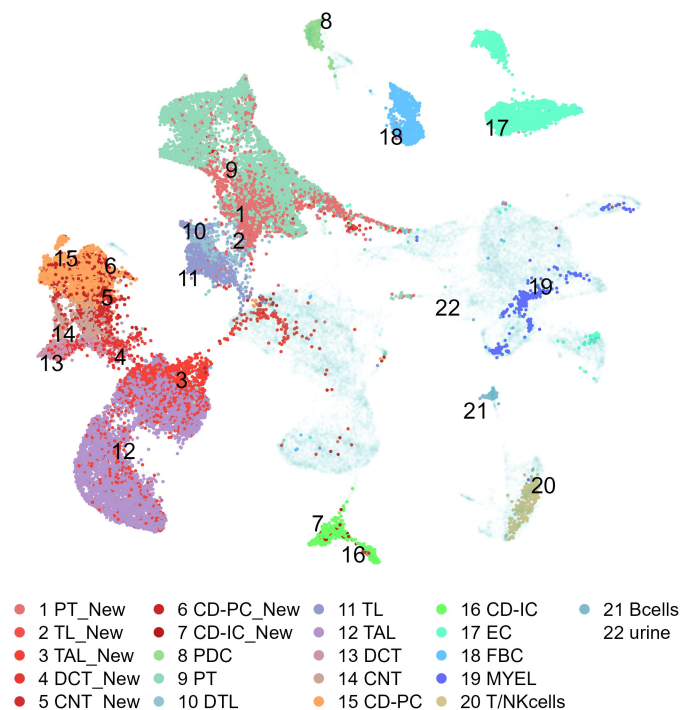 8
18
17
9
1
10
2
11
15
6
5
14
13
4
3
12
19
22
21
20
7
16
1 PT_New
2 TL_New
3 TAL_New
4 DCT_New
5 CNT_New
6 CD-PC_New
7 CD-IC_New
8 PDC
9 PT
10 DTL
11 TL
12 TAL
13 DCT
14 CNT
15 CD-PC
16 CD-IC
17 EC
18 FBC
19 MYEL
20 T/NKcells
21 Bcells
22 urine